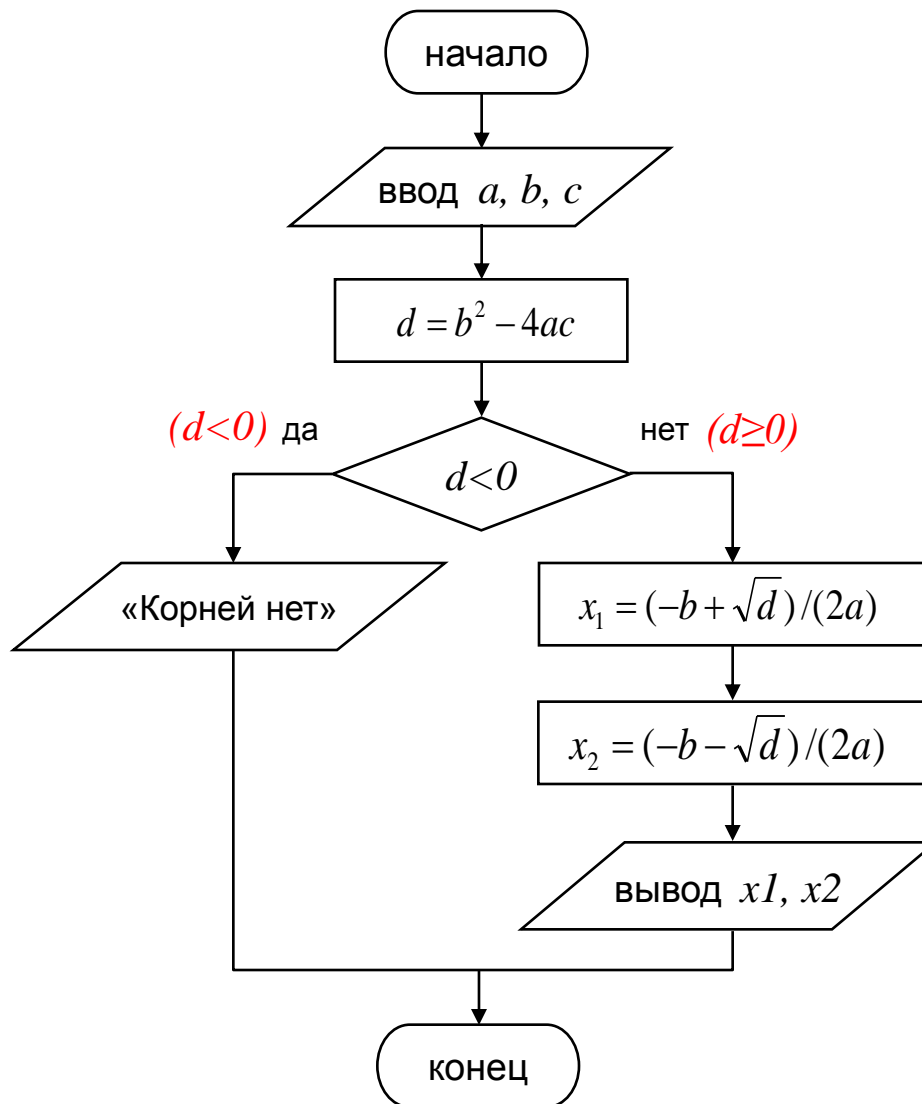 начало
ввод a, b, c
d = b² − 4ac
(d<0) да
нет (d≥0)
d<0
«Корней нет»
x₁ = (−b + √d)/(2a)
x₂ = (−b − √d)/(2a)
вывод x1, x2
конец